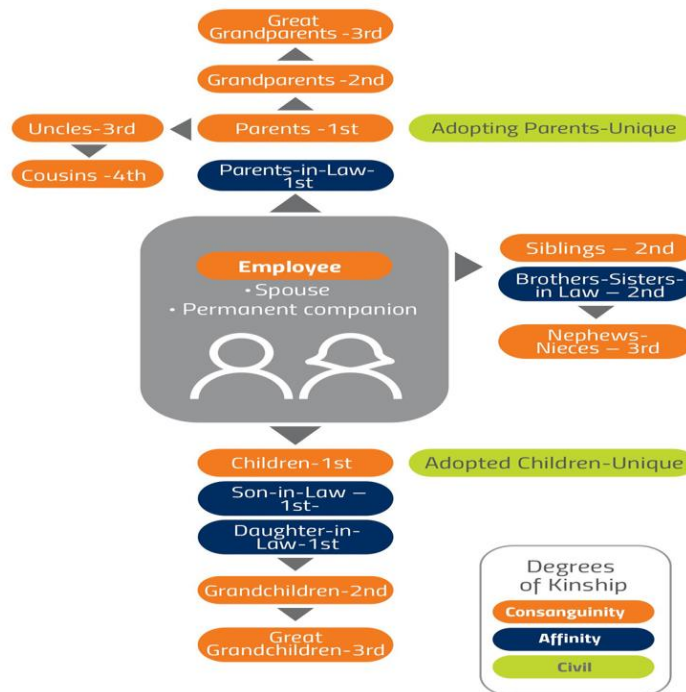 Great
Grandparents -3rd
Grandparents -2nd
Uncles-3rd
Parents -1st
Adopting Parents-Unique
Cousins -4th
Parents-in-Law-
1st
Employee
• Spouse
• Permanent companion
Siblings – 2nd
Brothers-Sisters-
in Law – 2nd
Nephews-
Nieces – 3rd
Children-1st
Adopted Children-Unique
Son-in-Law –
1st-
Daughter-in-
Law-1st
Grandchildren-2nd
Great
Grandchildren-3rd
Degrees
of Kinship
Consanguinity
Affinity
Civil